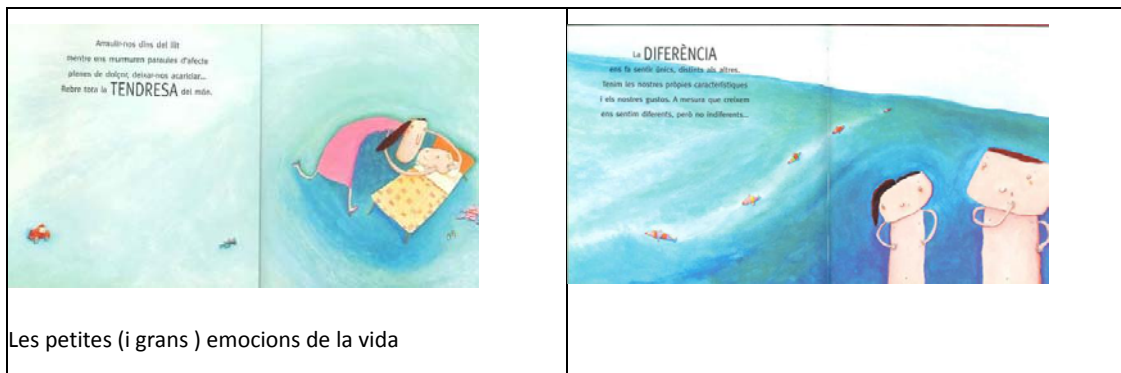 Arraulir-nos dins del llit
mentre ens murmuren paraules d'afecte
plenes de dolçor, deixar-nos acariciar...
Rebre tota la TENDRESA del món.
La DIFERÈNCIA
ens fa sentir únics, distints als altres.
Tenim les nostres pròpies característiques
i els nostres gustos. A mesura que creixem
ens sentim diferents, però no indiferents...
Les petites (i grans ) emocions de la vida